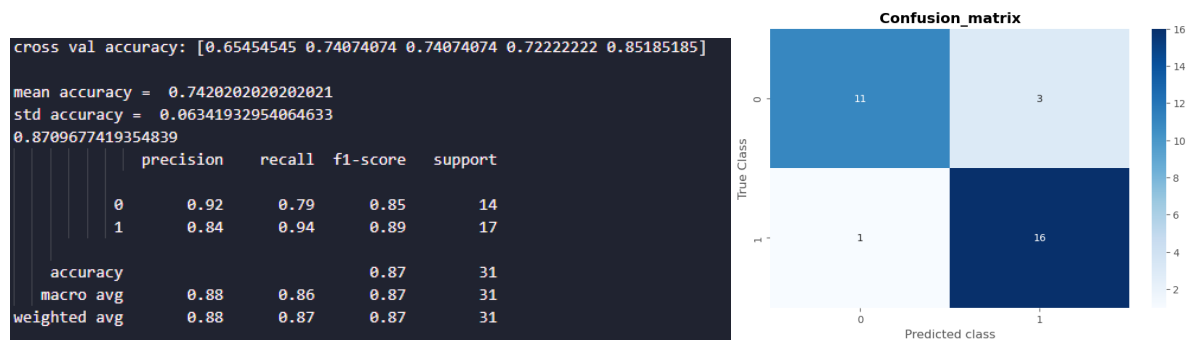 cross val accuracy: [0.65454545 0.74074074 0.74074074 0.72222222 0.85185185]
mean accuracy =  0.7420202020202021
std accuracy =  0.06341932954064633
0.8709677419354839
precision recall f1-score support
0 0.92 0.79 0.85 14
1 0.84 0.94 0.89 17
accuracy 0.87 31
macro avg 0.88 0.86 0.87 31
weighted avg 0.88 0.87 0.87 31
Confusion_matrix
True Class
0
1
11 3
1 16
0 1
Predicted class
16
14
12
10
8
6
4
2